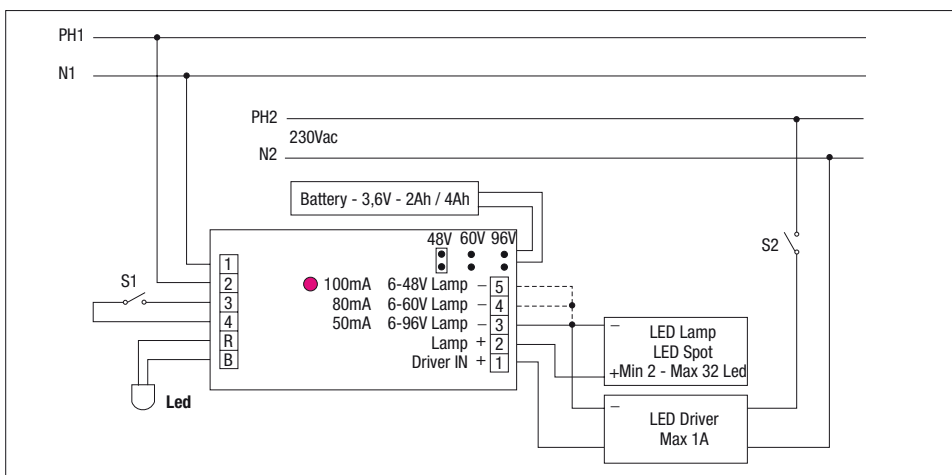 PH1
N1
PH2
230Vac
N2
Battery - 3,6V - 2Ah / 4Ah
48V 60V 96V
S2
S1
1
2
3
4
R
B
100mA 6-48V Lamp − 5
80mA 6-60V Lamp − 4
50mA 6-96V Lamp − 3
Lamp + 2
Driver IN + 1
Led
− LED Lamp
LED Spot
+Min 2 - Max 32 Led
− LED Driver
Max 1A